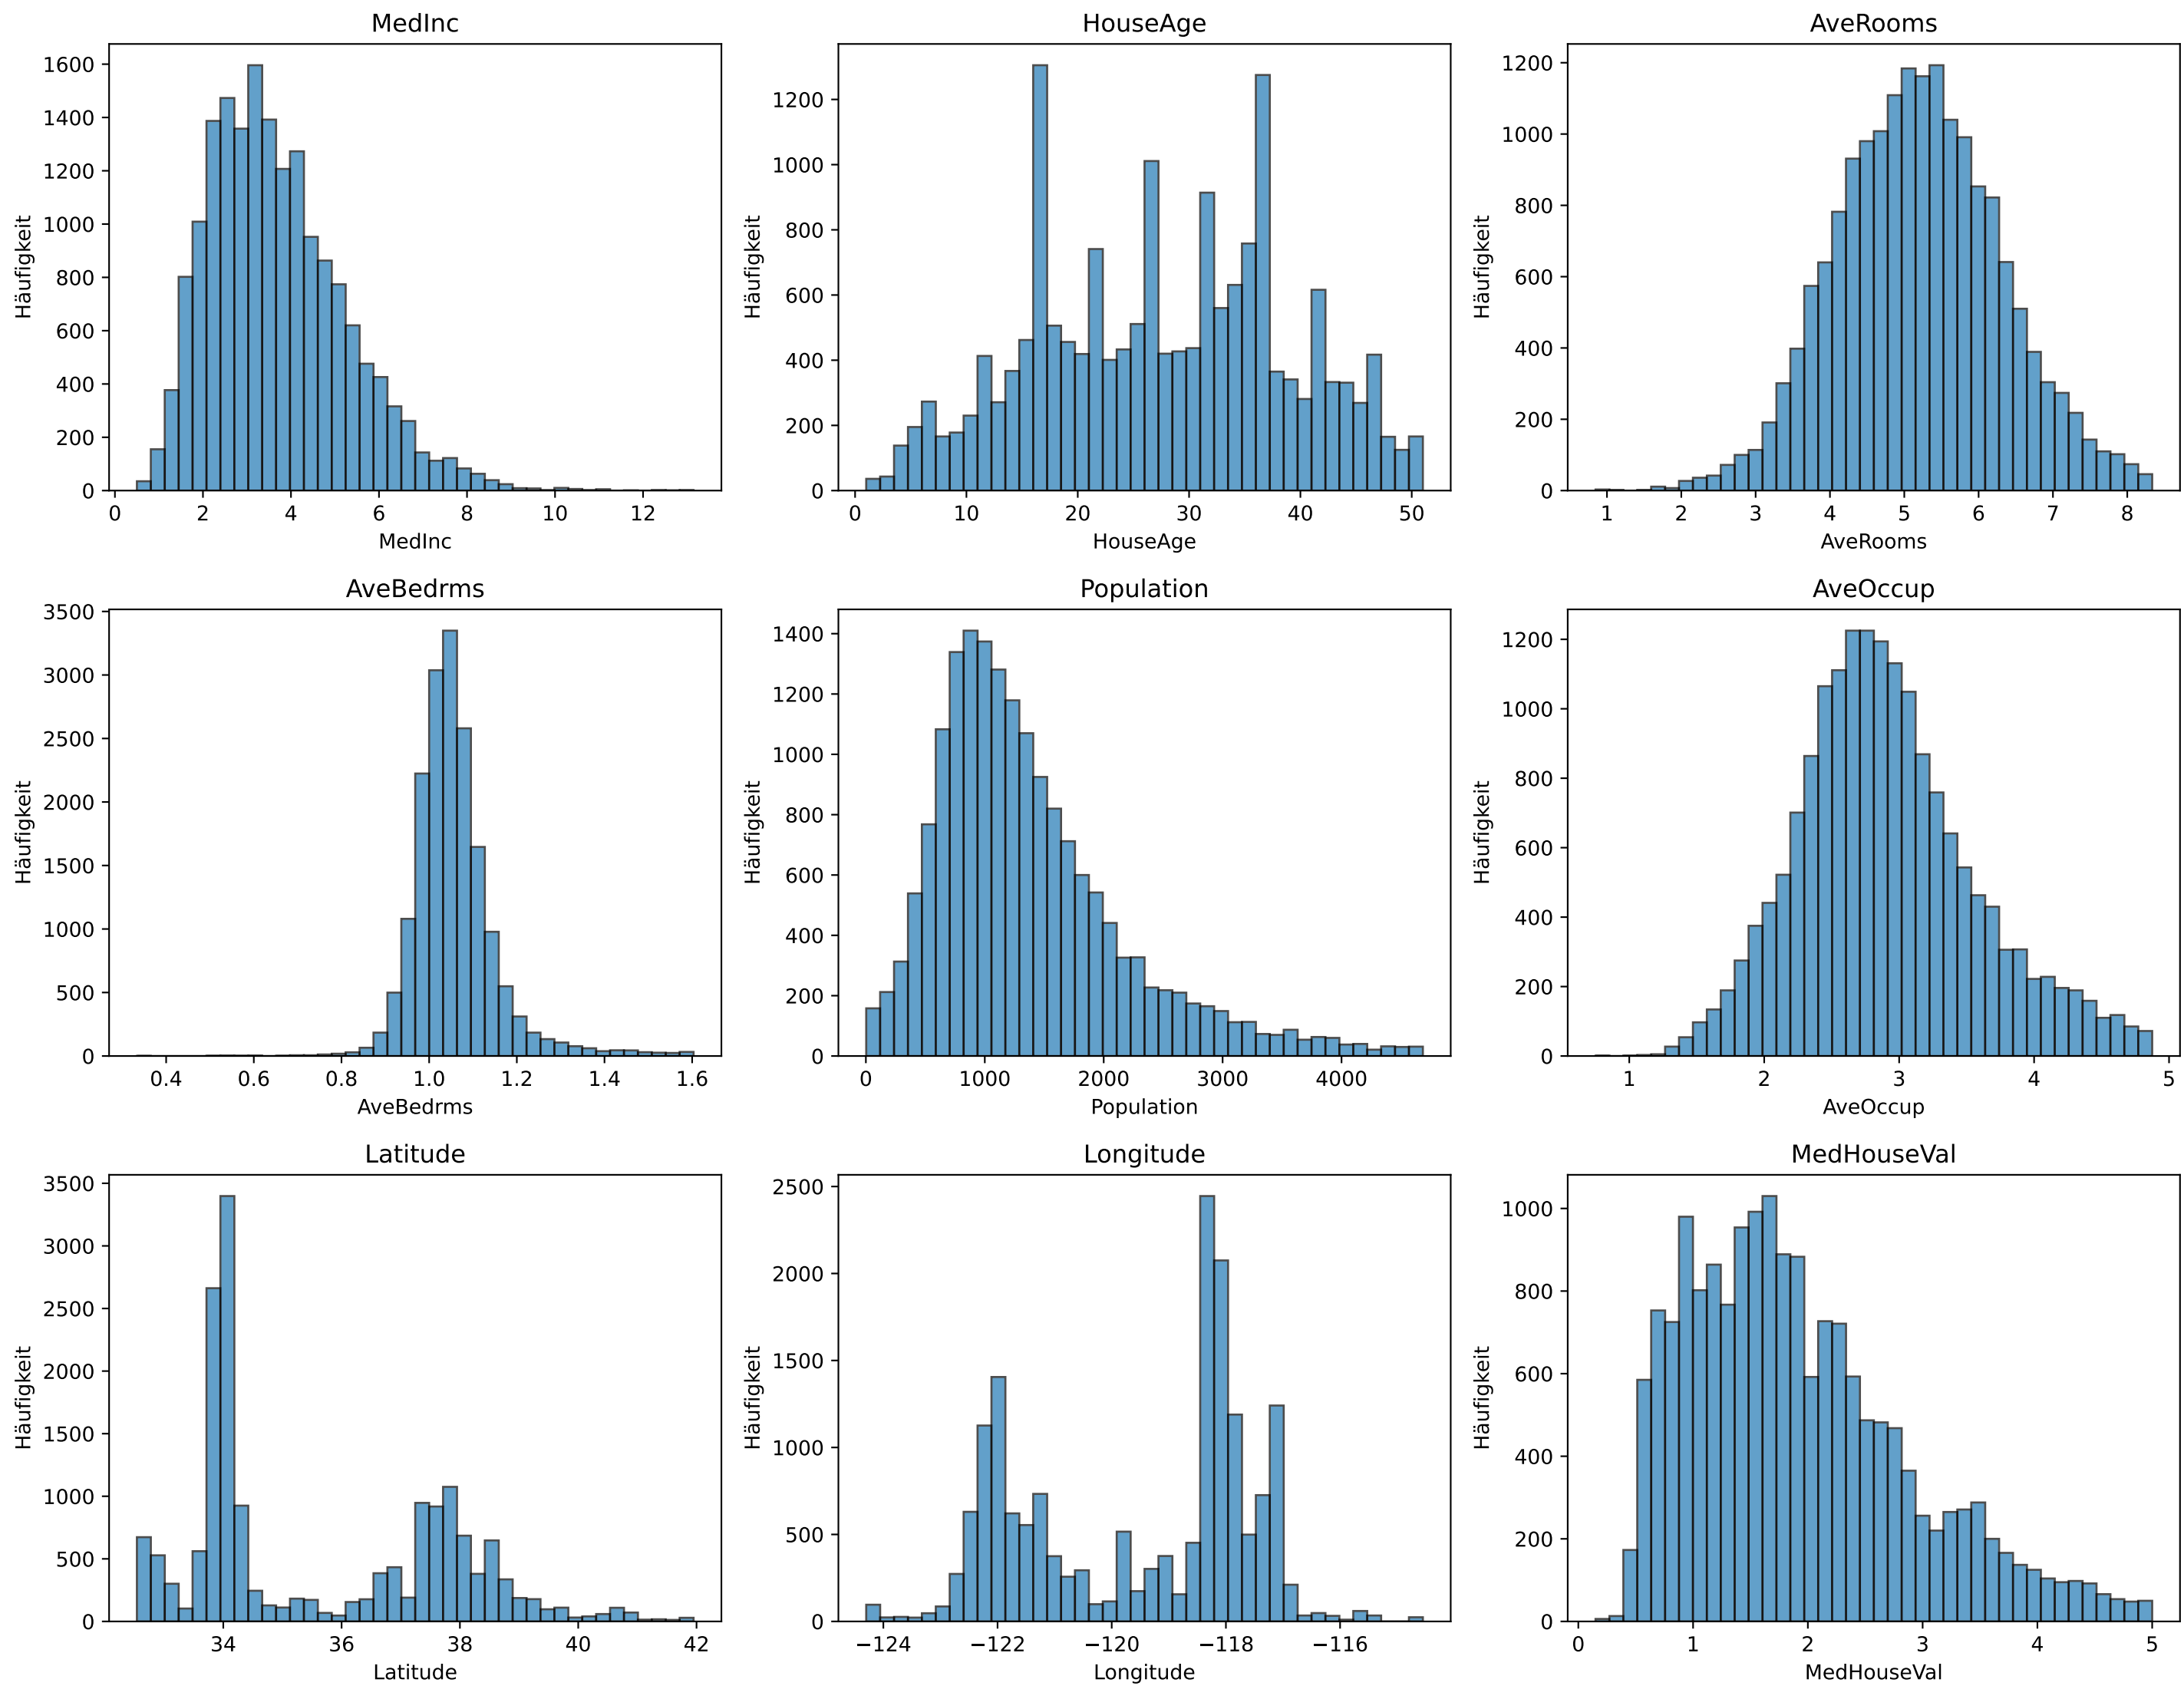 MedInc
1600
1400
1200
1000
800
600
400
200
0
Häufigkeit
0 2 4 6 8 10 12
MedInc
HouseAge
1200
1000
800
600
400
200
0
Häufigkeit
0 10 20 30 40 50
HouseAge
AveRooms
1200
1000
800
600
400
200
0
Häufigkeit
1 2 3 4 5 6 7 8
AveRooms
AveBedrms
3500
3000
2500
2000
1500
1000
500
0
Häufigkeit
0.4 0.6 0.8 1.0 1.2 1.4 1.6
AveBedrms
Population
1400
1200
1000
800
600
400
200
0
Häufigkeit
0 1000 2000 3000 4000
Population
AveOccup
1200
1000
800
600
400
200
0
Häufigkeit
1 2 3 4 5
AveOccup
Latitude
3500
3000
2500
2000
1500
1000
500
0
Häufigkeit
34 36 38 40 42
Latitude
Longitude
2500
2000
1500
1000
500
0
Häufigkeit
−124 −122 −120 −118 −116
Longitude
MedHouseVal
1000
800
600
400
200
0
Häufigkeit
0 1 2 3 4 5
MedHouseVal